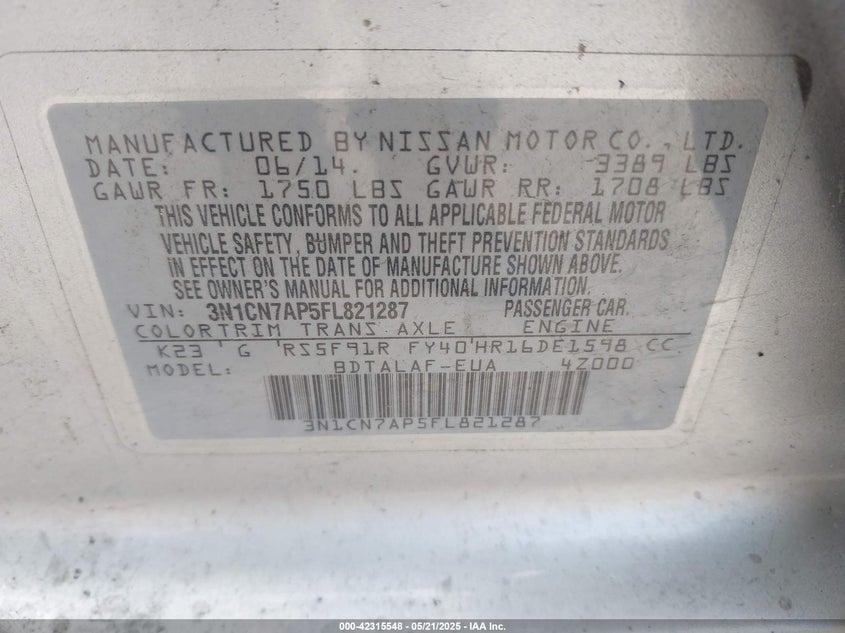 MANUFACTURED BY NISSAN MOTOR CO., LTD.
DATE: 06/14. GVWR: 3389 LBS
GAWR FR: 1750 LBS GAWR RR: 1708 LBS
THIS VEHICLE CONFORMS TO ALL APPLICABLE FEDERAL MOTOR
VEHICLE SAFETY, BUMPER AND THEFT PREVENTION STANDARDS
IN EFFECT ON THE DATE OF MANUFACTURE SHOWN ABOVE.
SEE OWNER'S MANUAL FOR ADDITIONAL INFORMATION.
VIN: 3N1CN7AP5FL821287 PASSENGER CAR.
COLOR TRIM TRANS AXLE ENGINE
K23 'G 'RS5F91R FY40'HR16DE1598 CC
MODEL: BDTALAF-EUA 4Z000
3N1CN7AP5FL821287
000-42315548 — 05/21/2025 — IAA Inc.